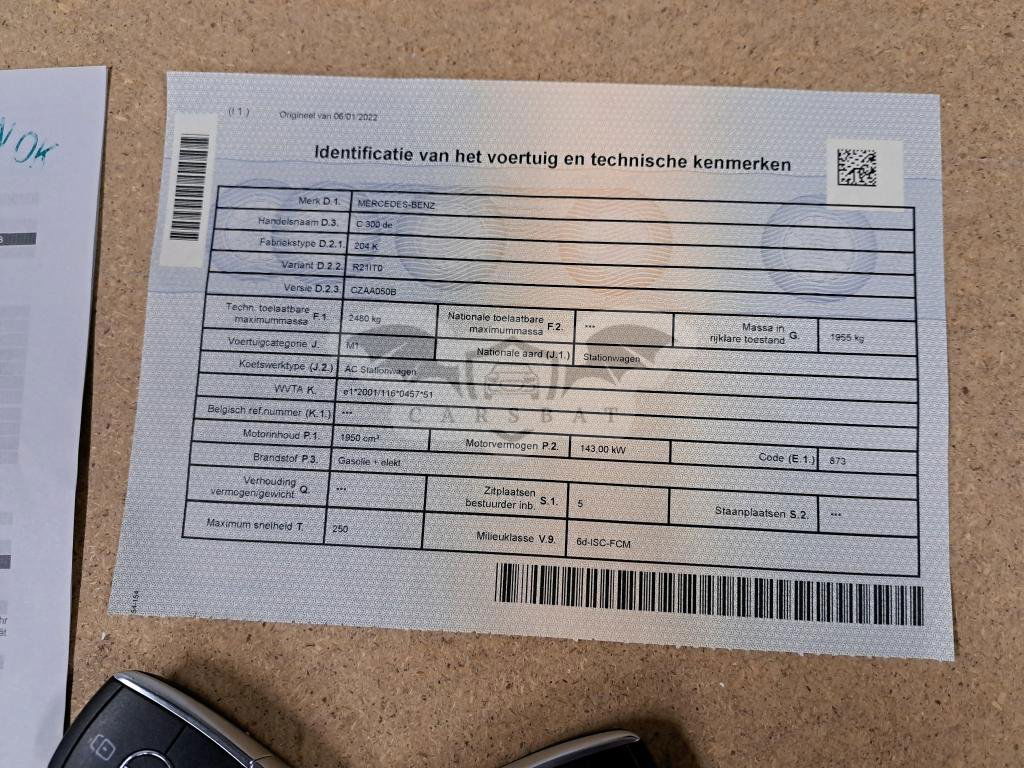 N OK
(I 1.)
Origineel van 06/01/2022
Identificatie van het voertuig en technische kenmerken
Merk D.1. MERCEDES-BENZ
Handelsnaam D.3. C 300 de
Fabriekstype D.2.1. 204 K
Variant D.2.2. R21IT0
Versie D.2.3. CZAA050B
Techn. toelaatbare maximummassa F.1. 2480 kg Nationale toelaatbare maximummassa F.2. --- Massa in rijklare toestand G. 1955 kg
Voertuigcategorie J. M1 Nationale aard (J.1.) Stationwagen
Koetswerktype (J.2.) AC Stationwagen
WVTA K. e1*2001/116*0457*51
Belgisch ref.nummer (K.1.) ---
CARSBAT
Motorinhoud P.1. 1950 cm³ Motorvermogen P.2. 143,00 kW Code (E.1.) 873
Brandstof P.3. Gasolie + elekt
Verhouding vermogen/gewicht Q. --- Zitplaatsen bestuurder inb. S.1. 5 Staanplaatsen S.2. ---
Maximum snelheid T. 250 Milieuklasse V.9. 6d-ISC-FCM